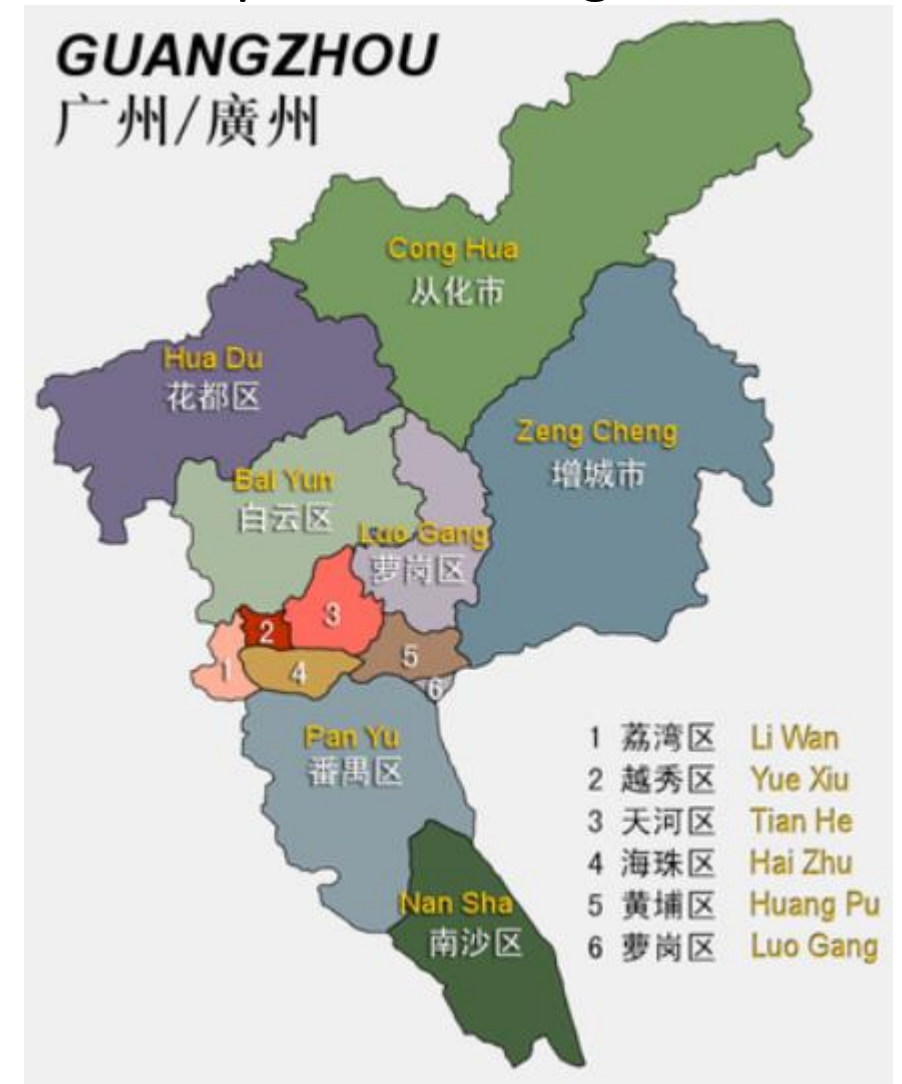 GUANGZHOU
广州/廣州
Cong Hua
从化市
Hua Du
花都区
Zeng Cheng
增城市
Bai Yun
白云区
Luo Gang
萝岗区
3
2
1
4
5
6
Pan Yu
番禺区
Nan Sha
南沙区
1 荔湾区 Li Wan
2 越秀区 Yue Xiu
3 天河区 Tian He
4 海珠区 Hai Zhu
5 黄埔区 Huang Pu
6 萝岗区 Luo Gang